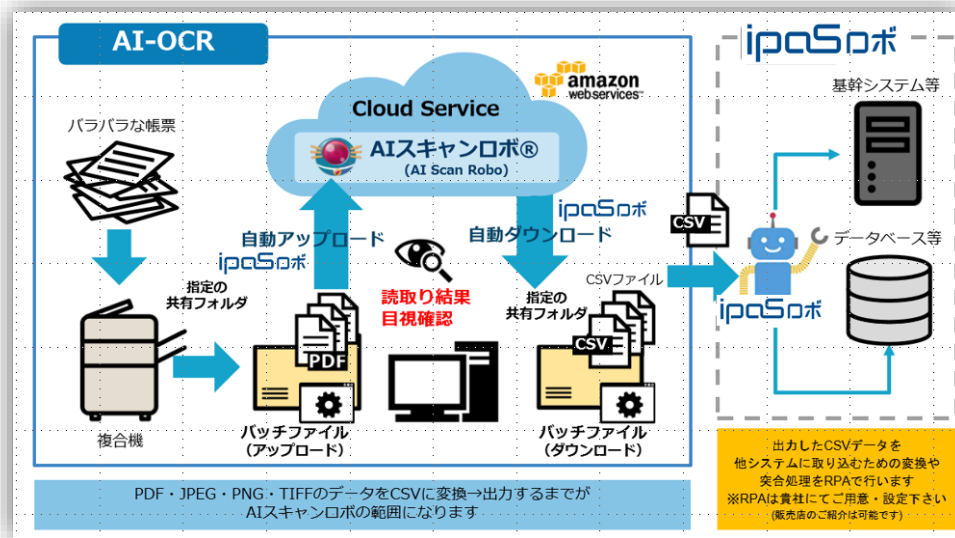 AI-OCR
ipaSロボ
amazon
webservices™
Cloud Service
AIスキャンロボ®
(AI Scan Robo)
バラバラな帳票
基幹システム等
ipaSロボ
CSV
自動アップロード
ipaSロボ
自動ダウンロード
データベース等
指定の
共有フォルダ
読取り結果
目視確認
指定の
共有フォルダ
CSVファイル
ipaSロボ
PDF
CSV
複合機
バッチファイル
(アップロード)
バッチファイル
(ダウンロード)
PDF・JPEG・PNG・TIFFのデータをCSVに変換→出力するまでが
AIスキャンロボの範囲になります
出力したCSVデータを
他システムに取り込むための変換や
突合処理をRPAで行います
※RPAは貴社にてご用意・設定下さい
(販売店のご紹介は可能です)